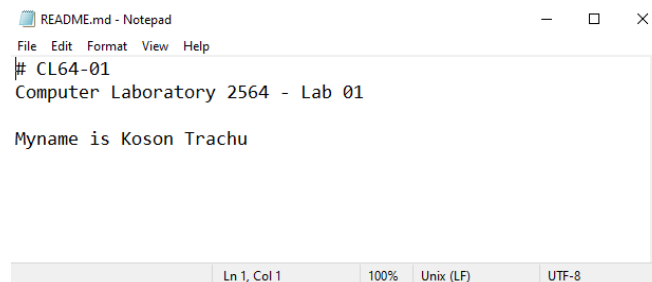 README.md - Notepad
File Edit Format View Help
# CL64-01
Computer Laboratory 2564 - Lab 01
Myname is Koson Trachu
Ln 1, Col 1 100% Unix (LF) UTF-8